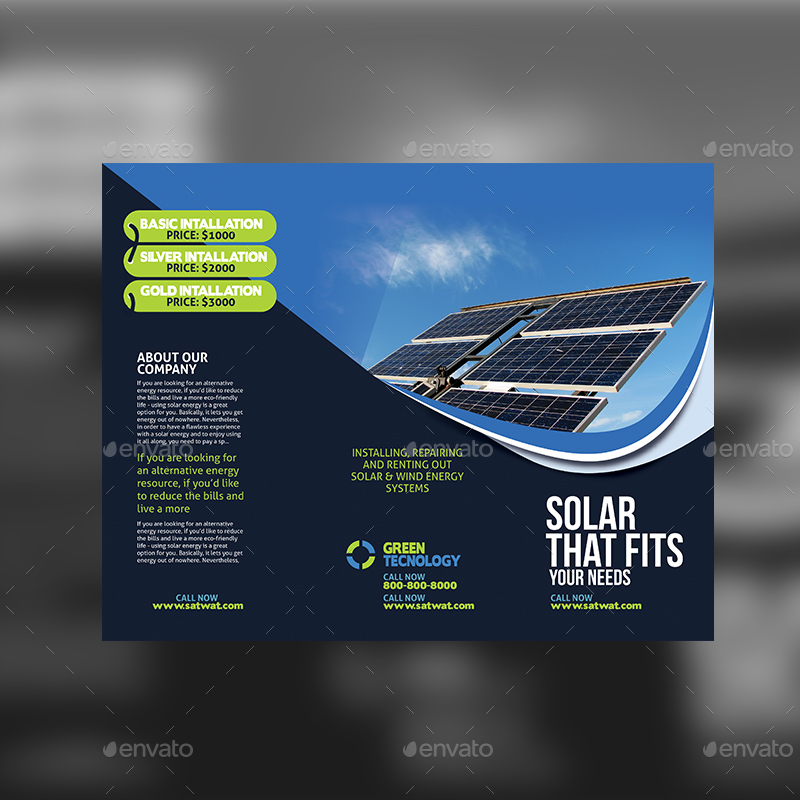 BASIC INTALLATION
PRICE: $1000
SILVER INTALLATION
PRICE: $2000
GOLD INTALLATION
PRICE: $3000
ABOUT OUR
COMPANY
If you are looking for an alternative
energy resource, if you'd like to reduce
the bills and live a more eco-friendly
life - using solar energy is a great
option for you. Basically, it lets you get
energy out of nowhere. Nevertheless,
in order to have a flawless experience
with a solar energy and to enjoy using
it all along, you need to pay a sp...
If you are looking for
an alternative energy
resource, if you'd like
to reduce the bills and
live a more
If you are looking for an alternative
energy resource, if you'd like to reduce
the bills and live a more eco-friendly
life - using solar energy is a great
option for you. Basically, it lets you get
energy out of nowhere. Nevertheless,
CALL NOW
www.satwat.com
INSTALLING, REPAIRING
AND RENTING OUT
SOLAR & WIND ENERGY
SYSTEMS
GREEN
TECNOLOGY
CALL NOW
800-800-8000
CALL NOW
www.satwat.com
SOLAR
THAT FITS
YOUR NEEDS
CALL NOW
www.satwat.com
envato
envato
envato
envato
envato
envato
envato
envato
envato